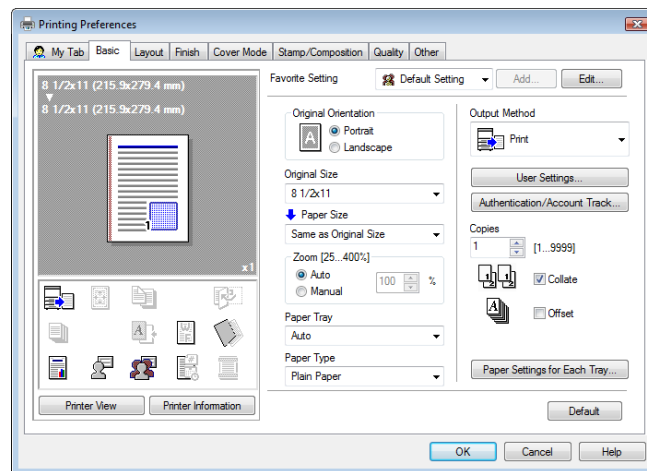 Printing Preferences
My Tab Basic Layout Finish Cover Mode Stamp/Composition Quality Other
8 1/2x11 (215.9x279.4 mm)
8 1/2x11 (215.9x279.4 mm)
1
x1
Printer View Printer Information
Favorite Setting Default Setting Add... Edit...
Original Orientation
A Portrait
Landscape
Original Size
8 1/2x11
Paper Size
Same as Original Size
Zoom [25...400%]
Auto
Manual
100 %
Paper Tray
Auto
Paper Type
Plain Paper
Output Method
Print
User Settings...
Authentication/Account Track...
Copies
1 [1...9999]
Collate
Offset
Paper Settings for Each Tray...
Default
OK Cancel Help